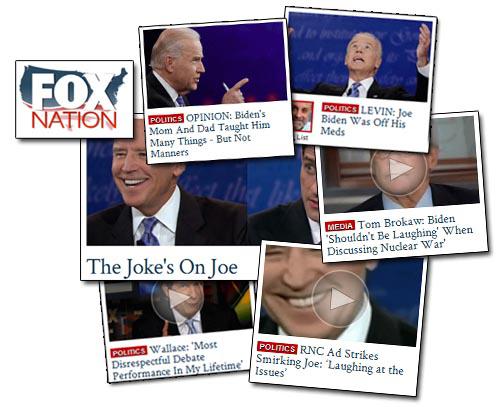 FOX
NATION
POLITICS OPINION: Biden's
Mom And Dad Taught Him
Many Things - But Not
Manners
POLITICS LEVIN: Joe
Biden Was Off His
Meds
List
MEDIA Tom Brokaw: Biden
'Shouldn't Be Laughing' When
Discussing Nuclear War'
The Joke's On Joe
POLITICS Wallace: 'Most
Disrespectful Debate
Performance In My Lifetime'
POLITICS RNC Ad Strikes
Smirking Joe: 'Laughing at the
Issues'